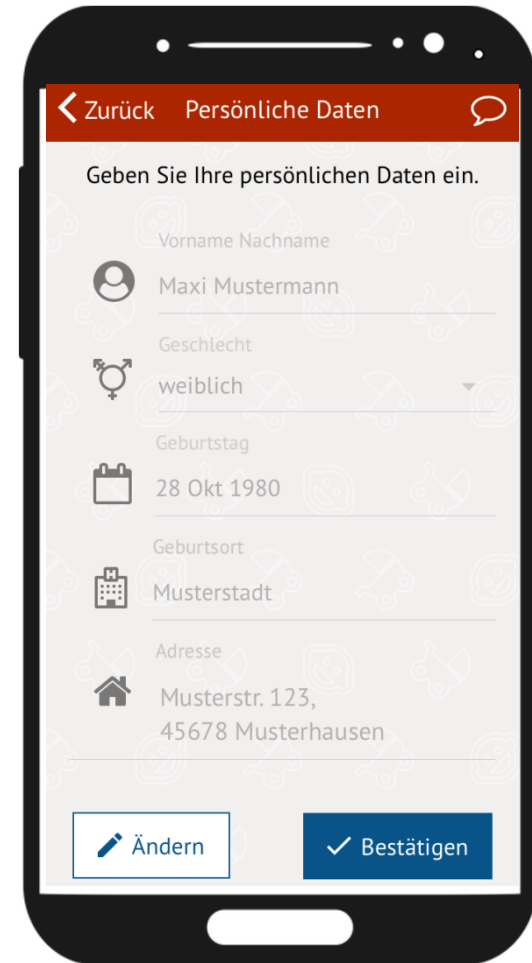 Zurück Persönliche Daten
Geben Sie Ihre persönlichen Daten ein.
Vorname Nachname
Maxi Mustermann
Geschlecht
weiblich
Geburtstag
28 Okt 1980
Geburtsort
H
Musterstadt
Adresse
Musterstr. 123,
45678 Musterhausen
Ändern Bestätigen